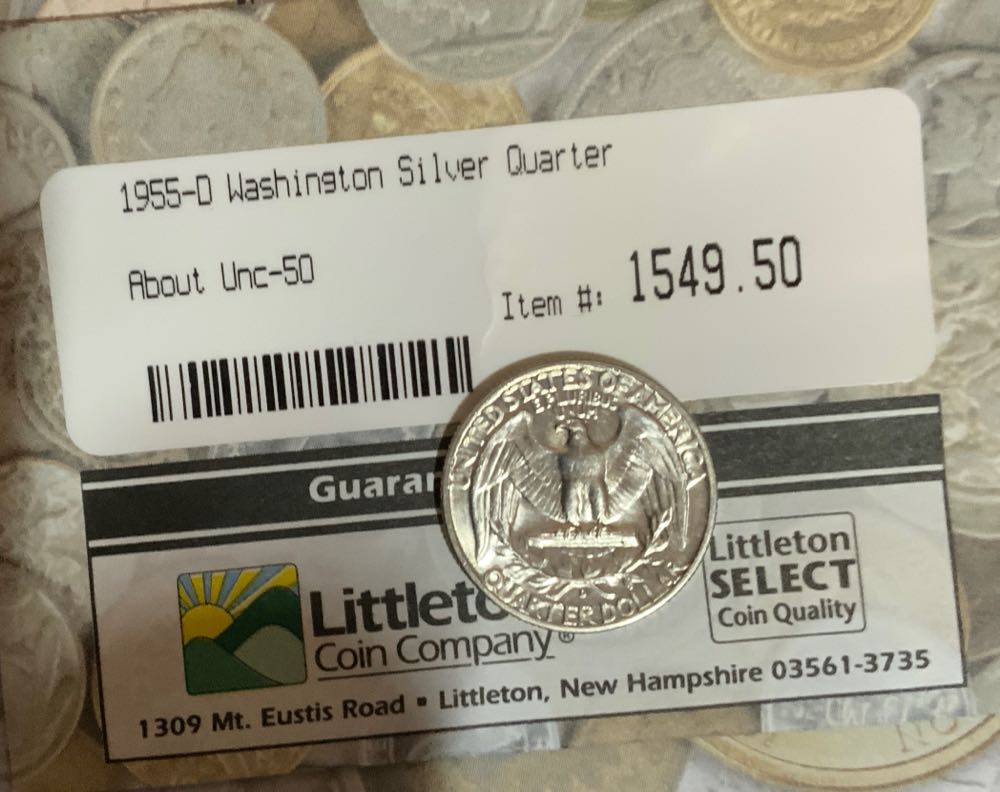 1955-D Washington Silver Quarter
About Unc-50
Item #: 1549.50
UNITED STATES OF AMERICA
E PLURIBUS
UNUM
Guaran
D
QUARTER DOLLAR
Littleto
Coin Company®
Littleton
SELECT
Coin Quality
1309 Mt. Eustis Road ▪ Littleton, New Hampshire 03561-3735